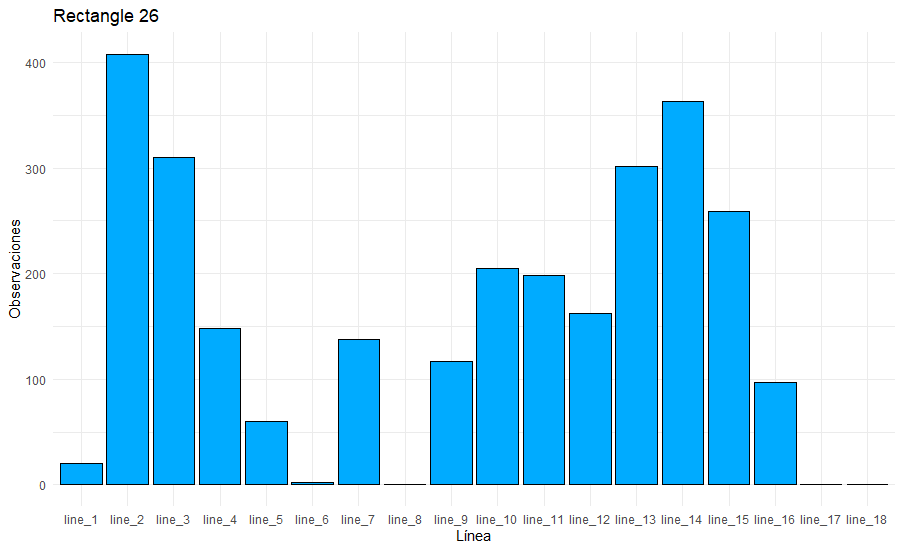 Rectangle 26
400
300
200
100
0
Observaciones
line_1 line_2 line_3 line_4 line_5 line_6 line_7 line_8 line_9 line_10 line_11 line_12 line_13 line_14 line_15 line_16 line_17 line_18
Línea